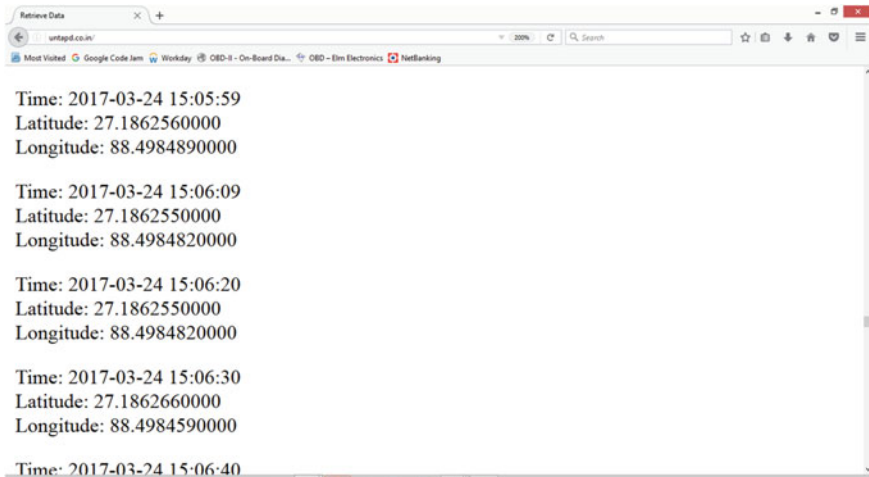 Retrieve Data
untapd.co.in/
200%
Search
Most Visited Google Code Jam Workday OBD-II - On-Board Dia... OBD – Elm Electronics NetBanking
Time: 2017-03-24 15:05:59
Latitude: 27.1862560000
Longitude: 88.4984890000
Time: 2017-03-24 15:06:09
Latitude: 27.1862550000
Longitude: 88.4984820000
Time: 2017-03-24 15:06:20
Latitude: 27.1862550000
Longitude: 88.4984820000
Time: 2017-03-24 15:06:30
Latitude: 27.1862660000
Longitude: 88.4984590000
Time: 2017-03-24 15:06:40